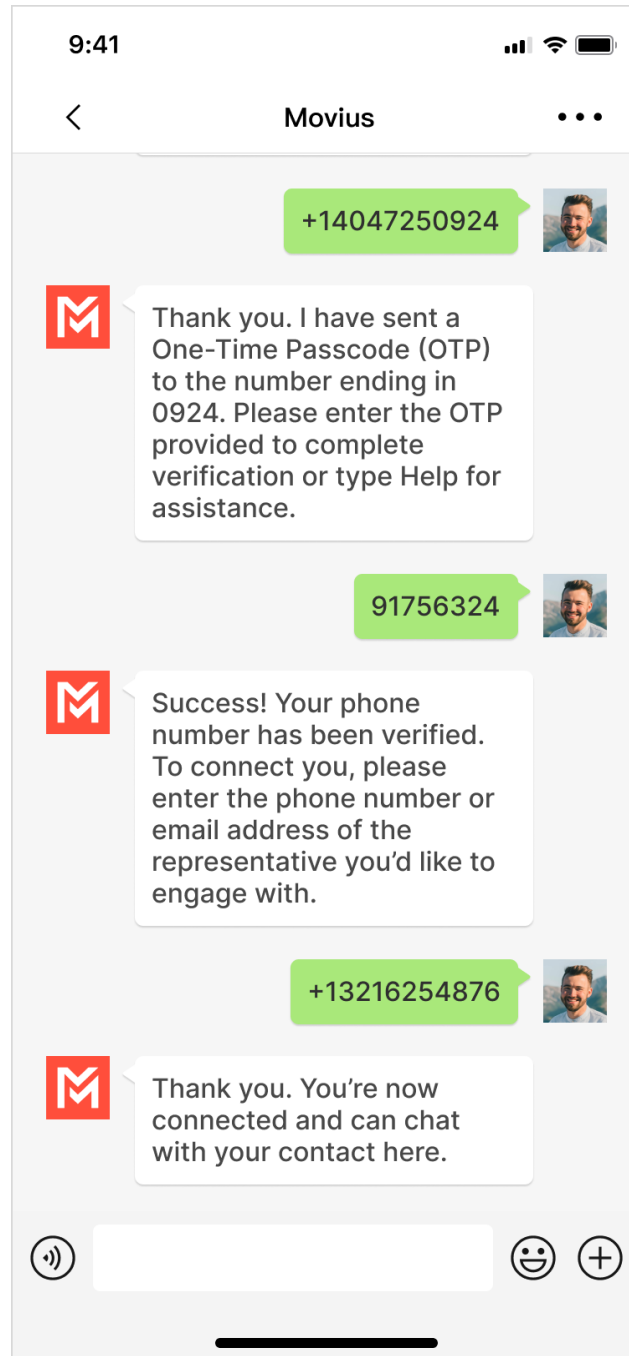 9:41
Movius
+14047250924
Thank you. I have sent a
One-Time Passcode (OTP)
to the number ending in
0924. Please enter the OTP
provided to complete
verification or type Help for
assistance.
91756324
Success! Your phone
number has been verified.
To connect you, please
enter the phone number or
email address of the
representative you’d like to
engage with.
+13216254876
Thank you. You’re now
connected and can chat
with your contact here.